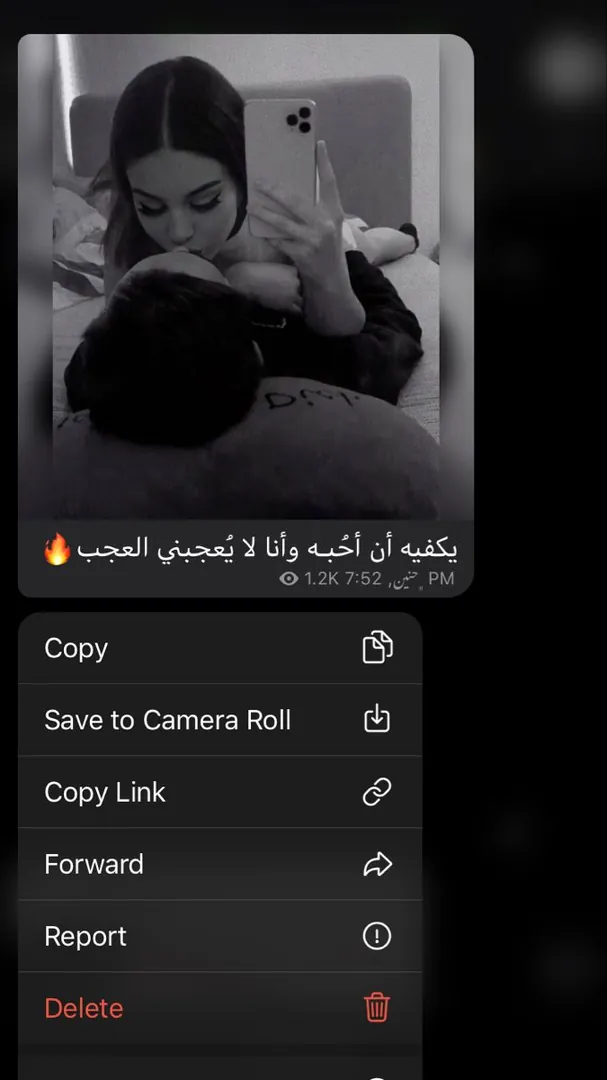 يكفيه أن أحُبـه وأنا لا يُعجبني العجب🔥
1.2K حنين, 7:52 PM
Copy
Save to Camera Roll
Copy Link
Forward
Report
Delete